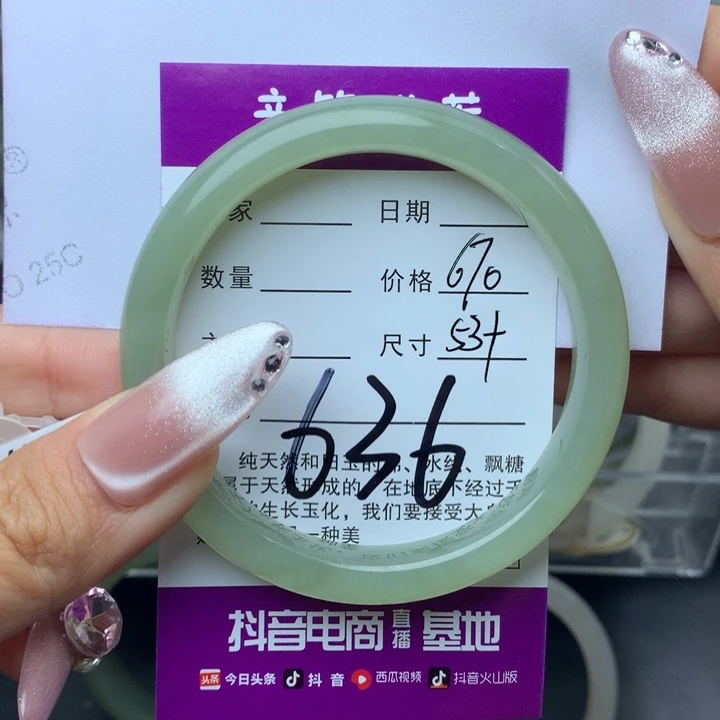 家 日期
数量 价格 670
尺寸 53+
636
纯天然和田玉的棉、水线、飘糖
属于天然形成的，在地底下经过千
生长玉化，我们要接受大
一种美
抖音电商 直播 基地
头条 今日头条 抖音 西瓜视频 抖音火山版
25C